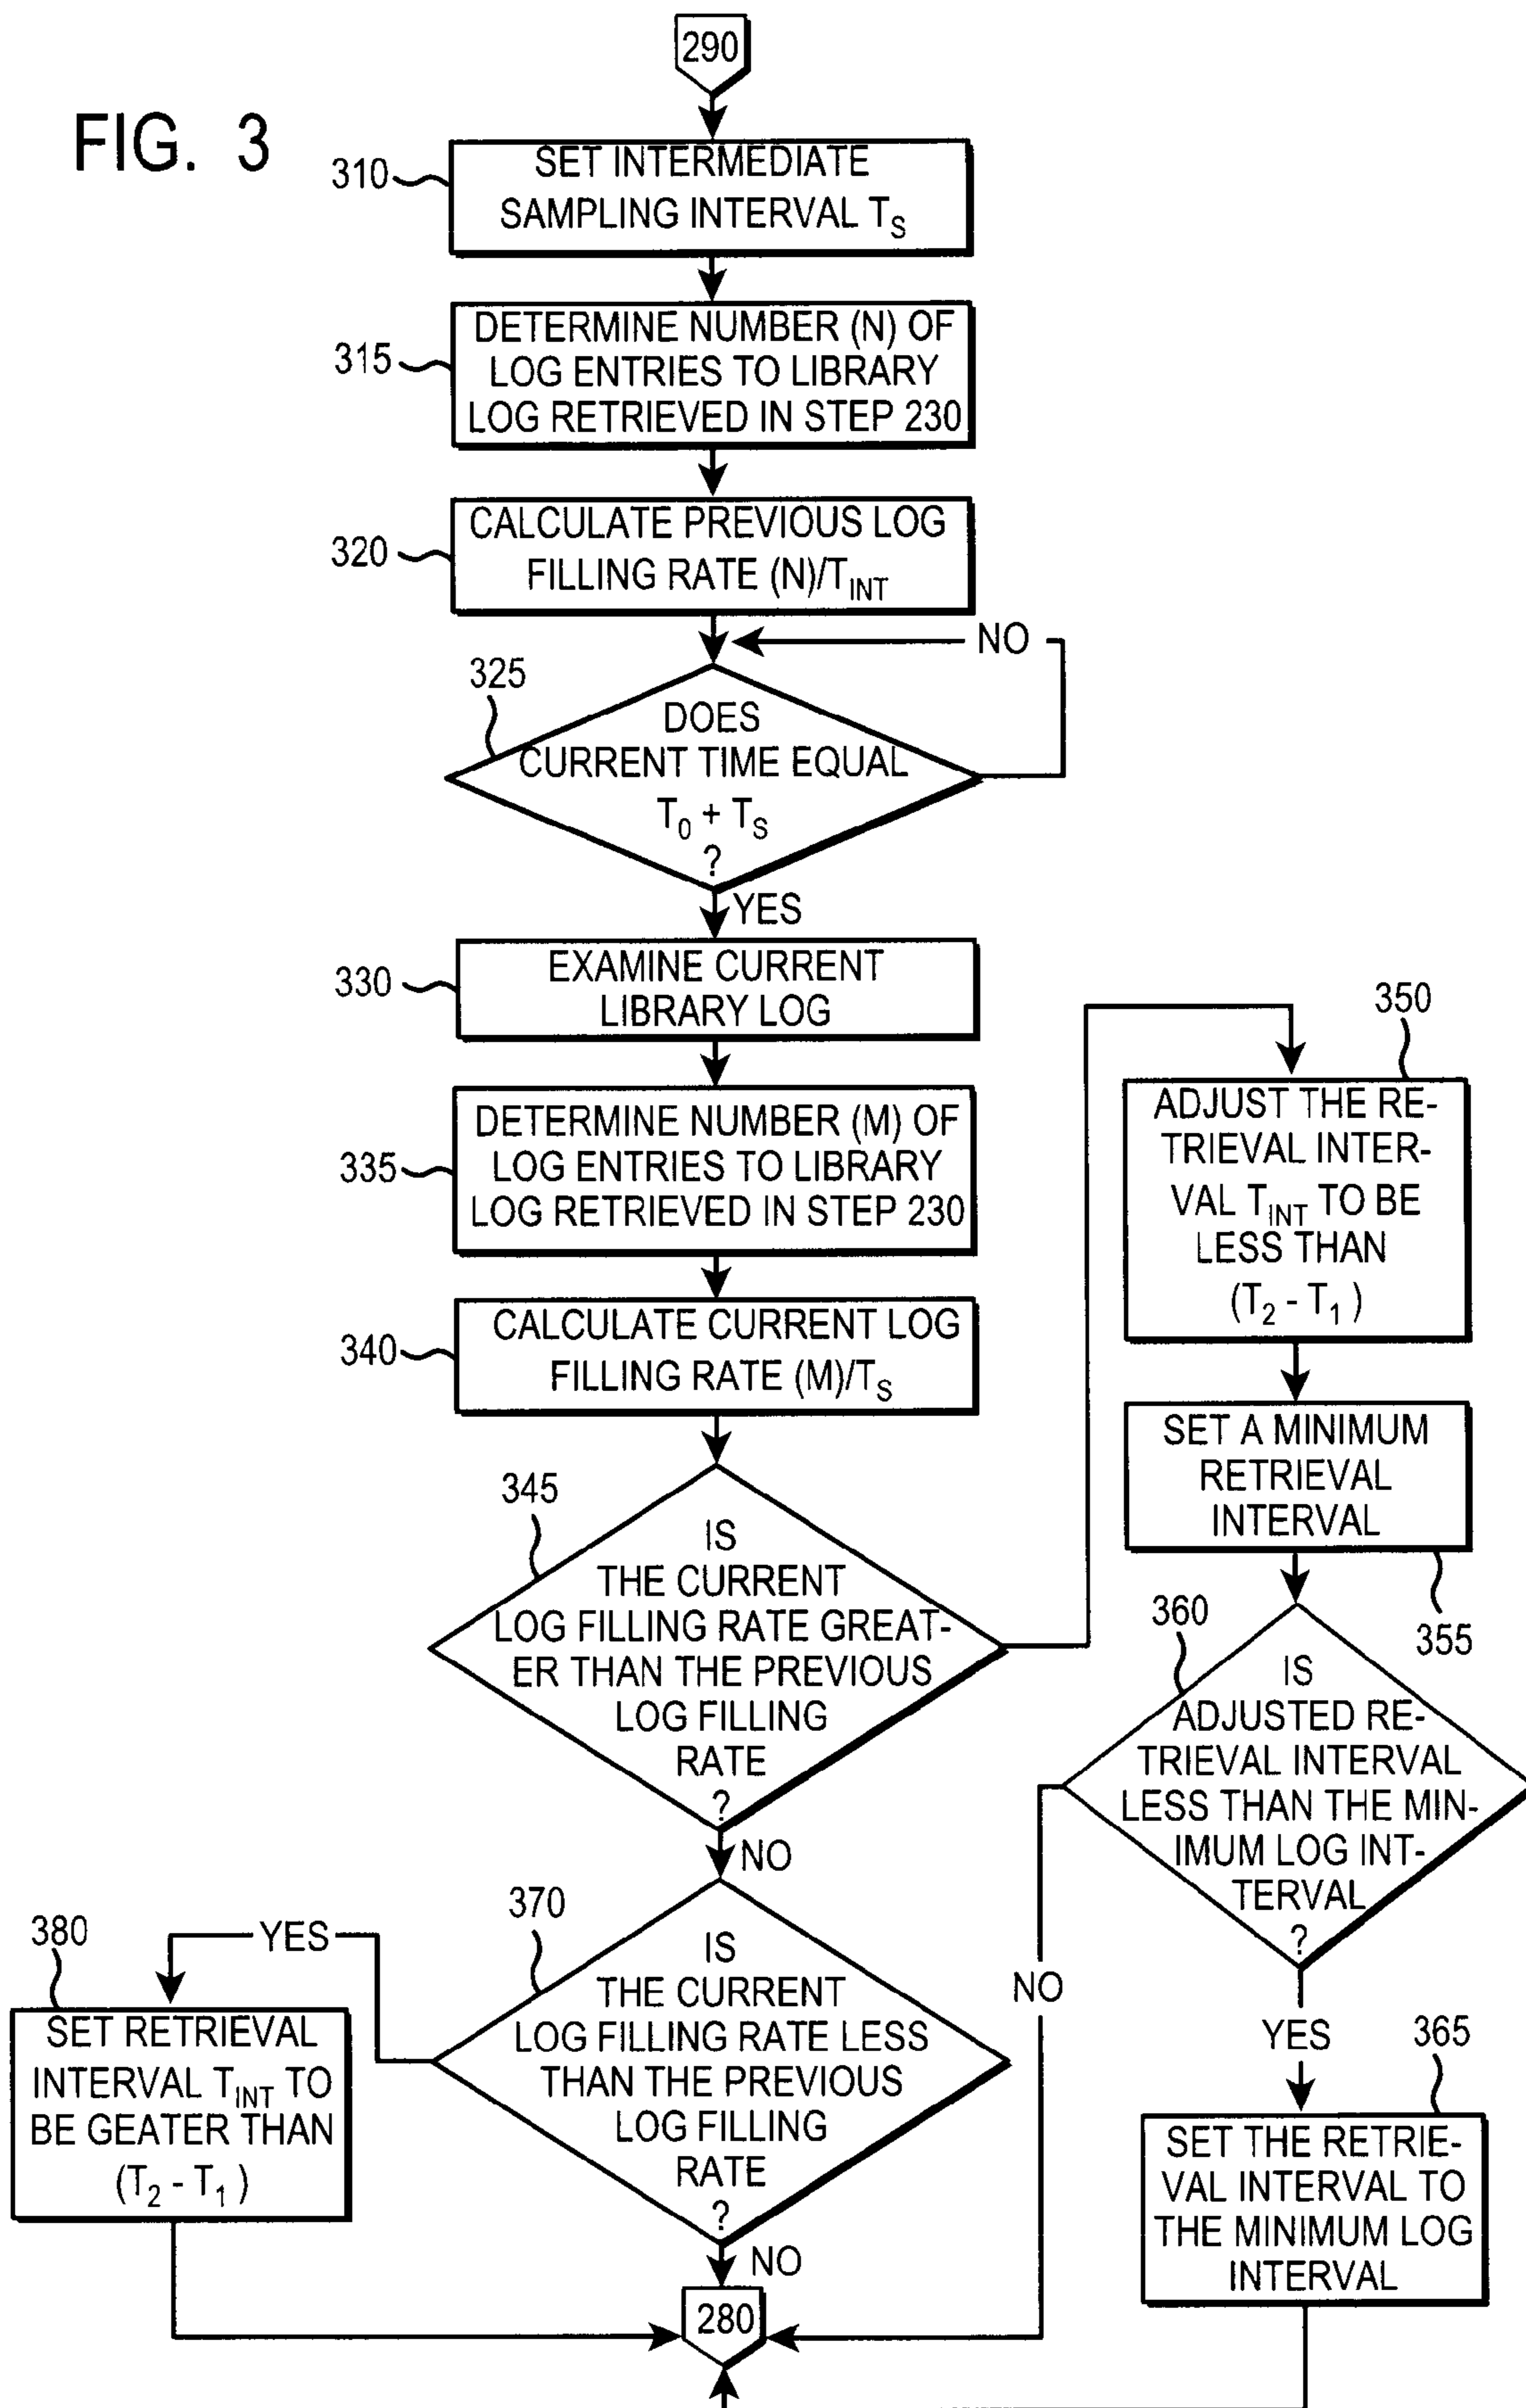 290
FIG. 3
310
SET INTERMEDIATE
SAMPLING INTERVAL TS
315
DETERMINE NUMBER (N) OF
LOG ENTRIES TO LIBRARY
LOG RETRIEVED IN STEP 230
320
CALCULATE PREVIOUS LOG
FILLING RATE (N)/TINT
NO
325
DOES
CURRENT TIME EQUAL
T0 + TS
?
YES
330
EXAMINE CURRENT
LIBRARY LOG
335
DETERMINE NUMBER (M) OF
LOG ENTRIES TO LIBRARY
LOG RETRIEVED IN STEP 230
340
CALCULATE CURRENT LOG
FILLING RATE (M)/TS
345
IS
THE CURRENT
LOG FILLING RATE GREAT-
ER THAN THE PREVIOUS
LOG FILLING
RATE
?
NO
350
ADJUST THE RE-
TRIEVAL INTER-
VAL TINT TO BE
LESS THAN
(T2 - T1 )
SET A MINIMUM
RETRIEVAL
INTERVAL
355
360
IS
ADJUSTED RE-
TRIEVAL INTERVAL
LESS THAN THE MIN-
IMUM LOG INT-
TERVAL
?
NO
YES
365
SET THE RETRIE-
VAL INTERVAL TO
THE MINIMUM LOG
INTERVAL
370
IS
THE CURRENT
LOG FILLING RATE LESS
THAN THE PREVIOUS
LOG FILLING
RATE
?
YES
NO
380
SET RETRIEVAL
INTERVAL TINT TO
BE GEATER THAN
(T2 - T1 )
280